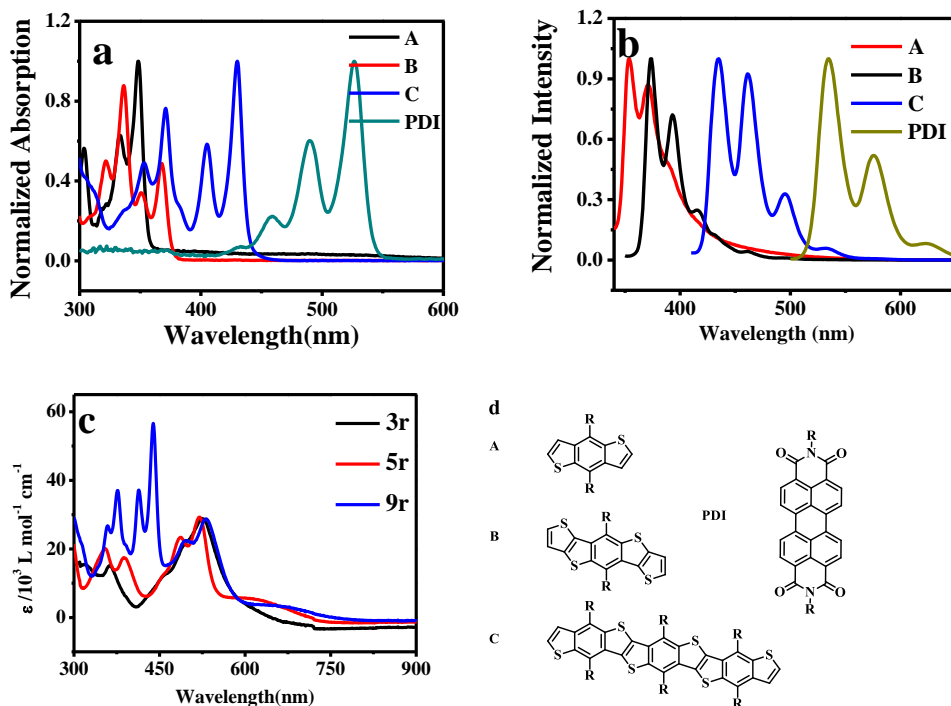 a
Normalized Absorption
1.2
0.8
0.4
0.0
300 400 500 600
Wavelength(nm)
A
B
C
PDI
b
Normalized Intensity
1.2
0.9
0.6
0.3
0.0
400 500 600
Wavelength (nm)
A
B
C
PDI
c
ε /10³ L mol⁻¹ cm⁻¹
60
40
20
0
300 450 600 750 900
Wavelength(nm)
3r
5r
9r
d
A
R
S
S
R
B
S
R
S
S
R
S
C
R
S
R
S
R
S
S
R
S
R
S
R
PDI
R
O N O
O N O
R